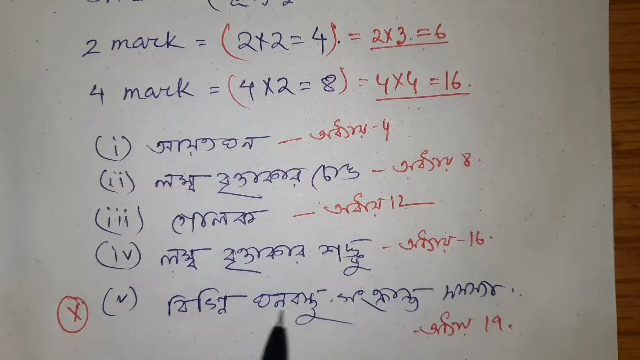 2 mark = (2×2=4). = 2×3. = 6
4 mark = (4×2=8) = 4×4 = 16.
(i) আয়তঘন — অধ্যায়-4
(ii) লম্ব বৃত্তাকার চোঙ - অধ্যায় 8.
(iii) গোলক — অধ্যায় 12
(iv) লম্ব বৃত্তাকার শঙ্কু - অধ্যায়-16.
(v) বিভিন্ন ঘনবস্তু সংক্রান্ত সমস্যা.
X
অধ্যায় 19.